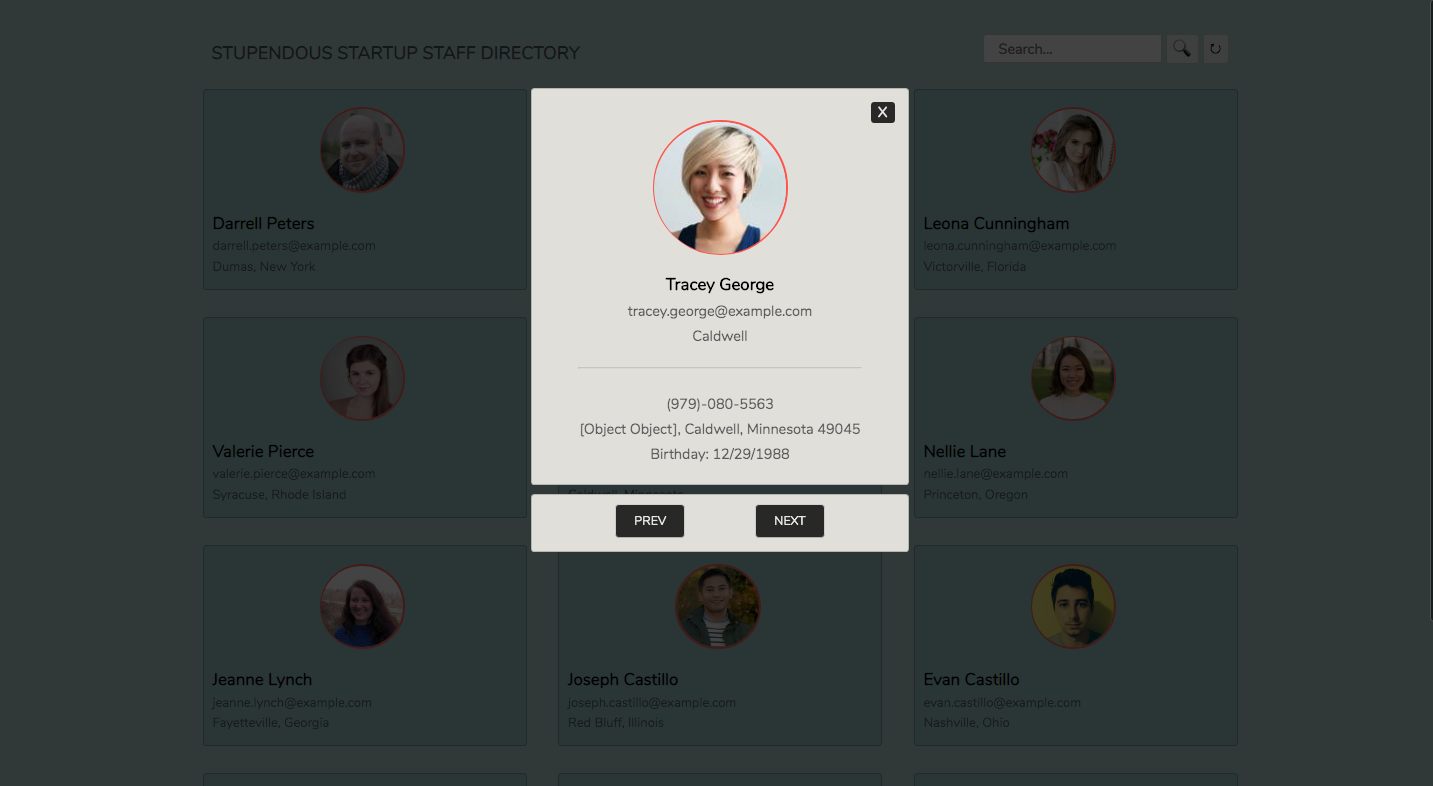 STUPENDOUS STARTUP STAFF DIRECTORY
Search...
X
Tracey George
tracey.george@example.com
Caldwell
(979)-080-5563
[Object Object], Caldwell, Minnesota 49045
Birthday: 12/29/1988
PREV
NEXT
Darrell Peters
darrell.peters@example.com
Dumas, New York
Leona Cunningham
leona.cunningham@example.com
Victorville, Florida
Valerie Pierce
valerie.pierce@example.com
Syracuse, Rhode Island
Caldwell, Minnesota
Nellie Lane
nellie.lane@example.com
Princeton, Oregon
Jeanne Lynch
jeanne.lynch@example.com
Fayetteville, Georgia
Joseph Castillo
joseph.castillo@example.com
Red Bluff, Illinois
Evan Castillo
evan.castillo@example.com
Nashville, Ohio